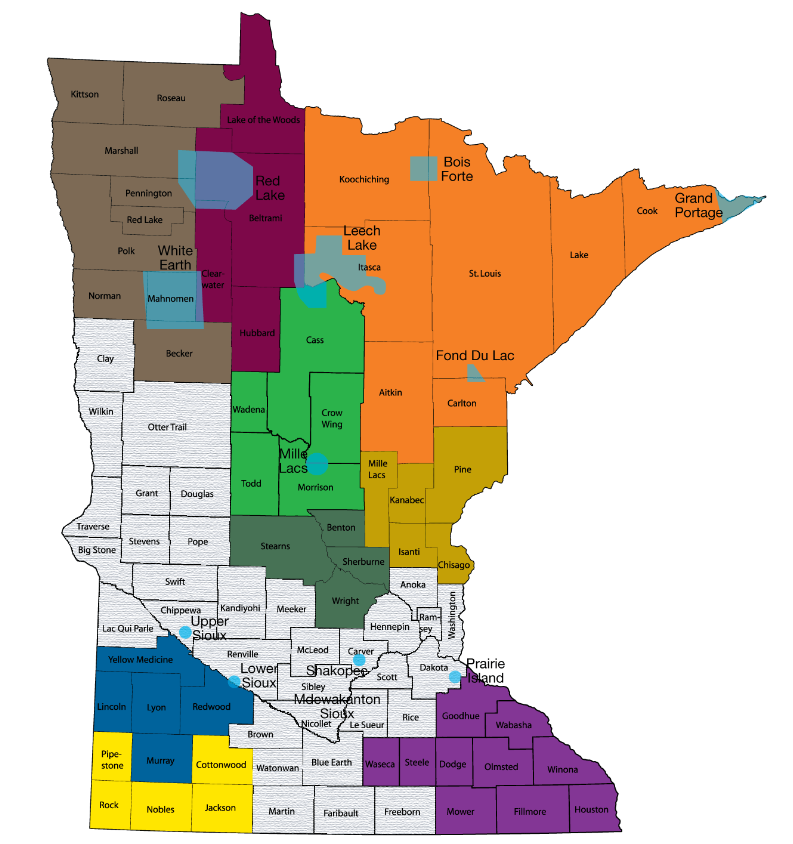 Kittson
Roseau
Lake of the Woods
Marshall
Koochiching
Bois
Forte
Pennington
Red
Lake
Red Lake
Beltrami
Grand
Portage
Cook
Polk
White
Earth
Leech
Lake
Itasca
St. Louis
Lake
Clear-
water
Norman
Mahnomen
Hubbard
Cass
Clay
Becker
Fond Du Lac
Aitkin
Carlton
Wilkin
Otter Trail
Wadena
Crow
Wing
Mille
Lacs
Mille
Lacs
Pine
Todd
Morrison
Kanabec
Grant
Douglas
Traverse
Benton
Big Stone
Stevens
Pope
Stearns
Isanti
Sherburne
Chisago
Swift
Anoka
Wright
Washington
Chippewa
Kandiyohi
Meeker
Ram-
sey
Hennepin
Lac Qui Parle
Upper
Sioux
McLeod
Carver
Renville
Yellow Medicine
Shakopee
Dakota
Prairie
Island
Lower
Sioux
Scott
Sibley
Mdewakanton
Sioux
Lincoln
Lyon
Redwood
Nicollet
Le Sueur
Rice
Goodhue
Wabasha
Brown
Pipe-
stone
Murray
Cottonwood
Watonwan
Blue Earth
Waseca
Steele
Dodge
Olmsted
Winona
Rock
Nobles
Jackson
Martin
Faribault
Freeborn
Mower
Fillmore
Houston